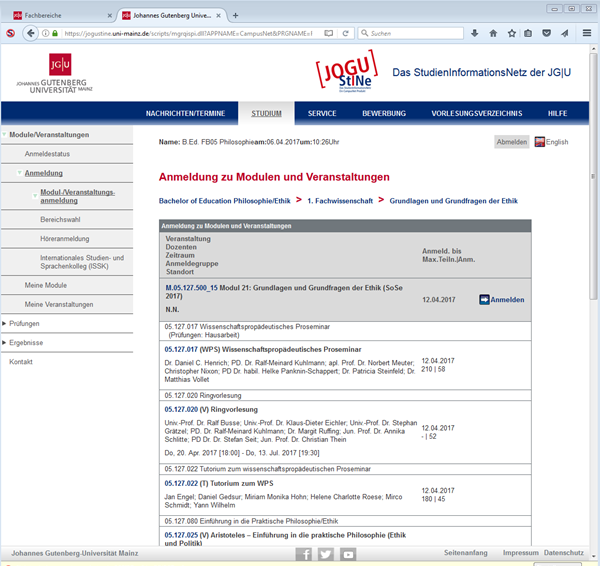 Fachbereiche
Johannes Gutenberg Unive...
https://jogustine.uni-mainz.de/scripts/mgrqispi.dll?APPNAME=CampusNet&PRGNAME=
Suchen
JG|U
JOHANNES GUTENBERG
UNIVERSITÄT MAINZ
JOGU
StINe
Das StudienInformationsNetz der JG|U
NACHRICHTEN/TERMINE STUDIUM SERVICE BEWERBUNG VORLESUNGSVERZEICHNIS HILFE
Module/Veranstaltungen
Anmeldestatus
Anmeldung
Modul-/Veranstaltungs-
anmeldung
Bereichswahl
Höreranmeldung
Internationales Studien- und
Sprachenkolleg (ISSK)
Meine Module
Meine Veranstaltungen
Prüfungen
Ergebnisse
Kontakt
Name: B.Ed. FB05 Philosophieam:06.04.2017um:10:26Uhr
Abmelden
English
Anmeldung zu Modulen und Veranstaltungen
Bachelor of Education Philosophie/Ethik > 1. Fachwissenschaft > Grundlagen und Grundfragen der Ethik
Anmeldung zu Modulen und Veranstaltungen
Veranstaltung
Dozenten
Zeitraum
Anmeldegruppe
Standort
Anmeld. bis
Max.Teiln.|Anm.
M.05.127.500_15 Modul 21: Grundlagen und Grundfragen der Ethik (SoSe
2017)
N.N.
12.04.2017
Anmelden
05.127.017 Wissenschaftspropädeutisches Proseminar
(Prüfungen: Hausarbeit)
05.127.017 (WPS) Wissenschaftspropädeutisches Proseminar
Dr. Daniel C. Henrich; PD. Dr. Ralf-Meinard Kuhlmann; apl. Prof. Dr. Norbert Meuter;
Christopher Nixon; PD Dr. habil. Helke Panknin-Schappert; Dr. Patricia Steinfeld; Dr.
Matthias Vollet
12.04.2017
210 | 58
05.127.020 Ringvorlesung
05.127.020 (V) Ringvorlesung
Univ.-Prof. Dr. Ralf Busse; Univ.-Prof. Dr. Klaus-Dieter Eichler; Univ.-Prof. Dr. Stephan
Grätzel; PD. Dr. Ralf-Meinard Kuhlmann; Dr. Margit Ruffing; Jun. Prof. Dr. Annika
Schlitte; PD Dr. Dr. Stefan Seit; Jun. Prof. Dr. Christian Thein
Do, 20. Apr. 2017 [18:00] - Do, 13. Jul. 2017 [19:30]
12.04.2017
- | 52
05.127.022 Tutorium zum wissenschaftspropädeutischen Proseminar
05.127.022 (T) Tutorium zum WPS
Jan Engel; Daniel Gedsur; Miriam Monika Hohn; Helene Charlotte Roese; Mirco
Schmidt; Yann Wilhelm
12.04.2017
180 | 45
05.127.080 Einführung in die Praktische Philosophie/Ethik
05.127.025 (V) Aristoteles – Einführung in die praktische Philosophie (Ethik
und Politik)
Johannes Gutenberg-Universität Mainz
Seitenanfang Impressum Datenschutz